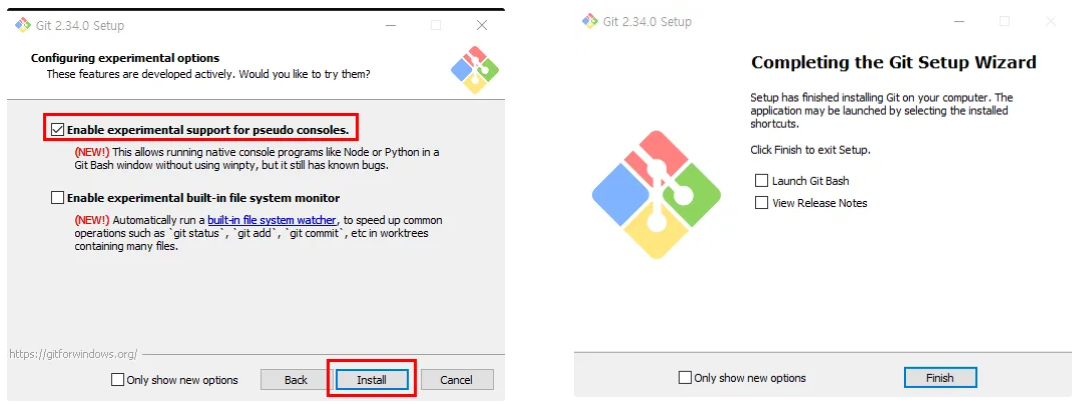 Git 2.34.0 Setup
Configuring experimental options
These features are developed actively. Would you like to try them?
Enable experimental support for pseudo consoles.
(NEW!) This allows running native console programs like Node or Python in a
Git Bash window without using winpty, but it still has known bugs.
Enable experimental built-in file system monitor
(NEW!) Automatically run a built-in file system watcher, to speed up common
operations such as `git status`, `git add`, `git commit`, etc in worktrees
containing many files.
https://gitforwindows.org/
Only show new options
Back
Install
Cancel
Git 2.34.0 Setup
Completing the Git Setup Wizard
Setup has finished installing Git on your computer. The
application may be launched by selecting the installed
shortcuts.
Click Finish to exit Setup.
Launch Git Bash
View Release Notes
Only show new options
Finish